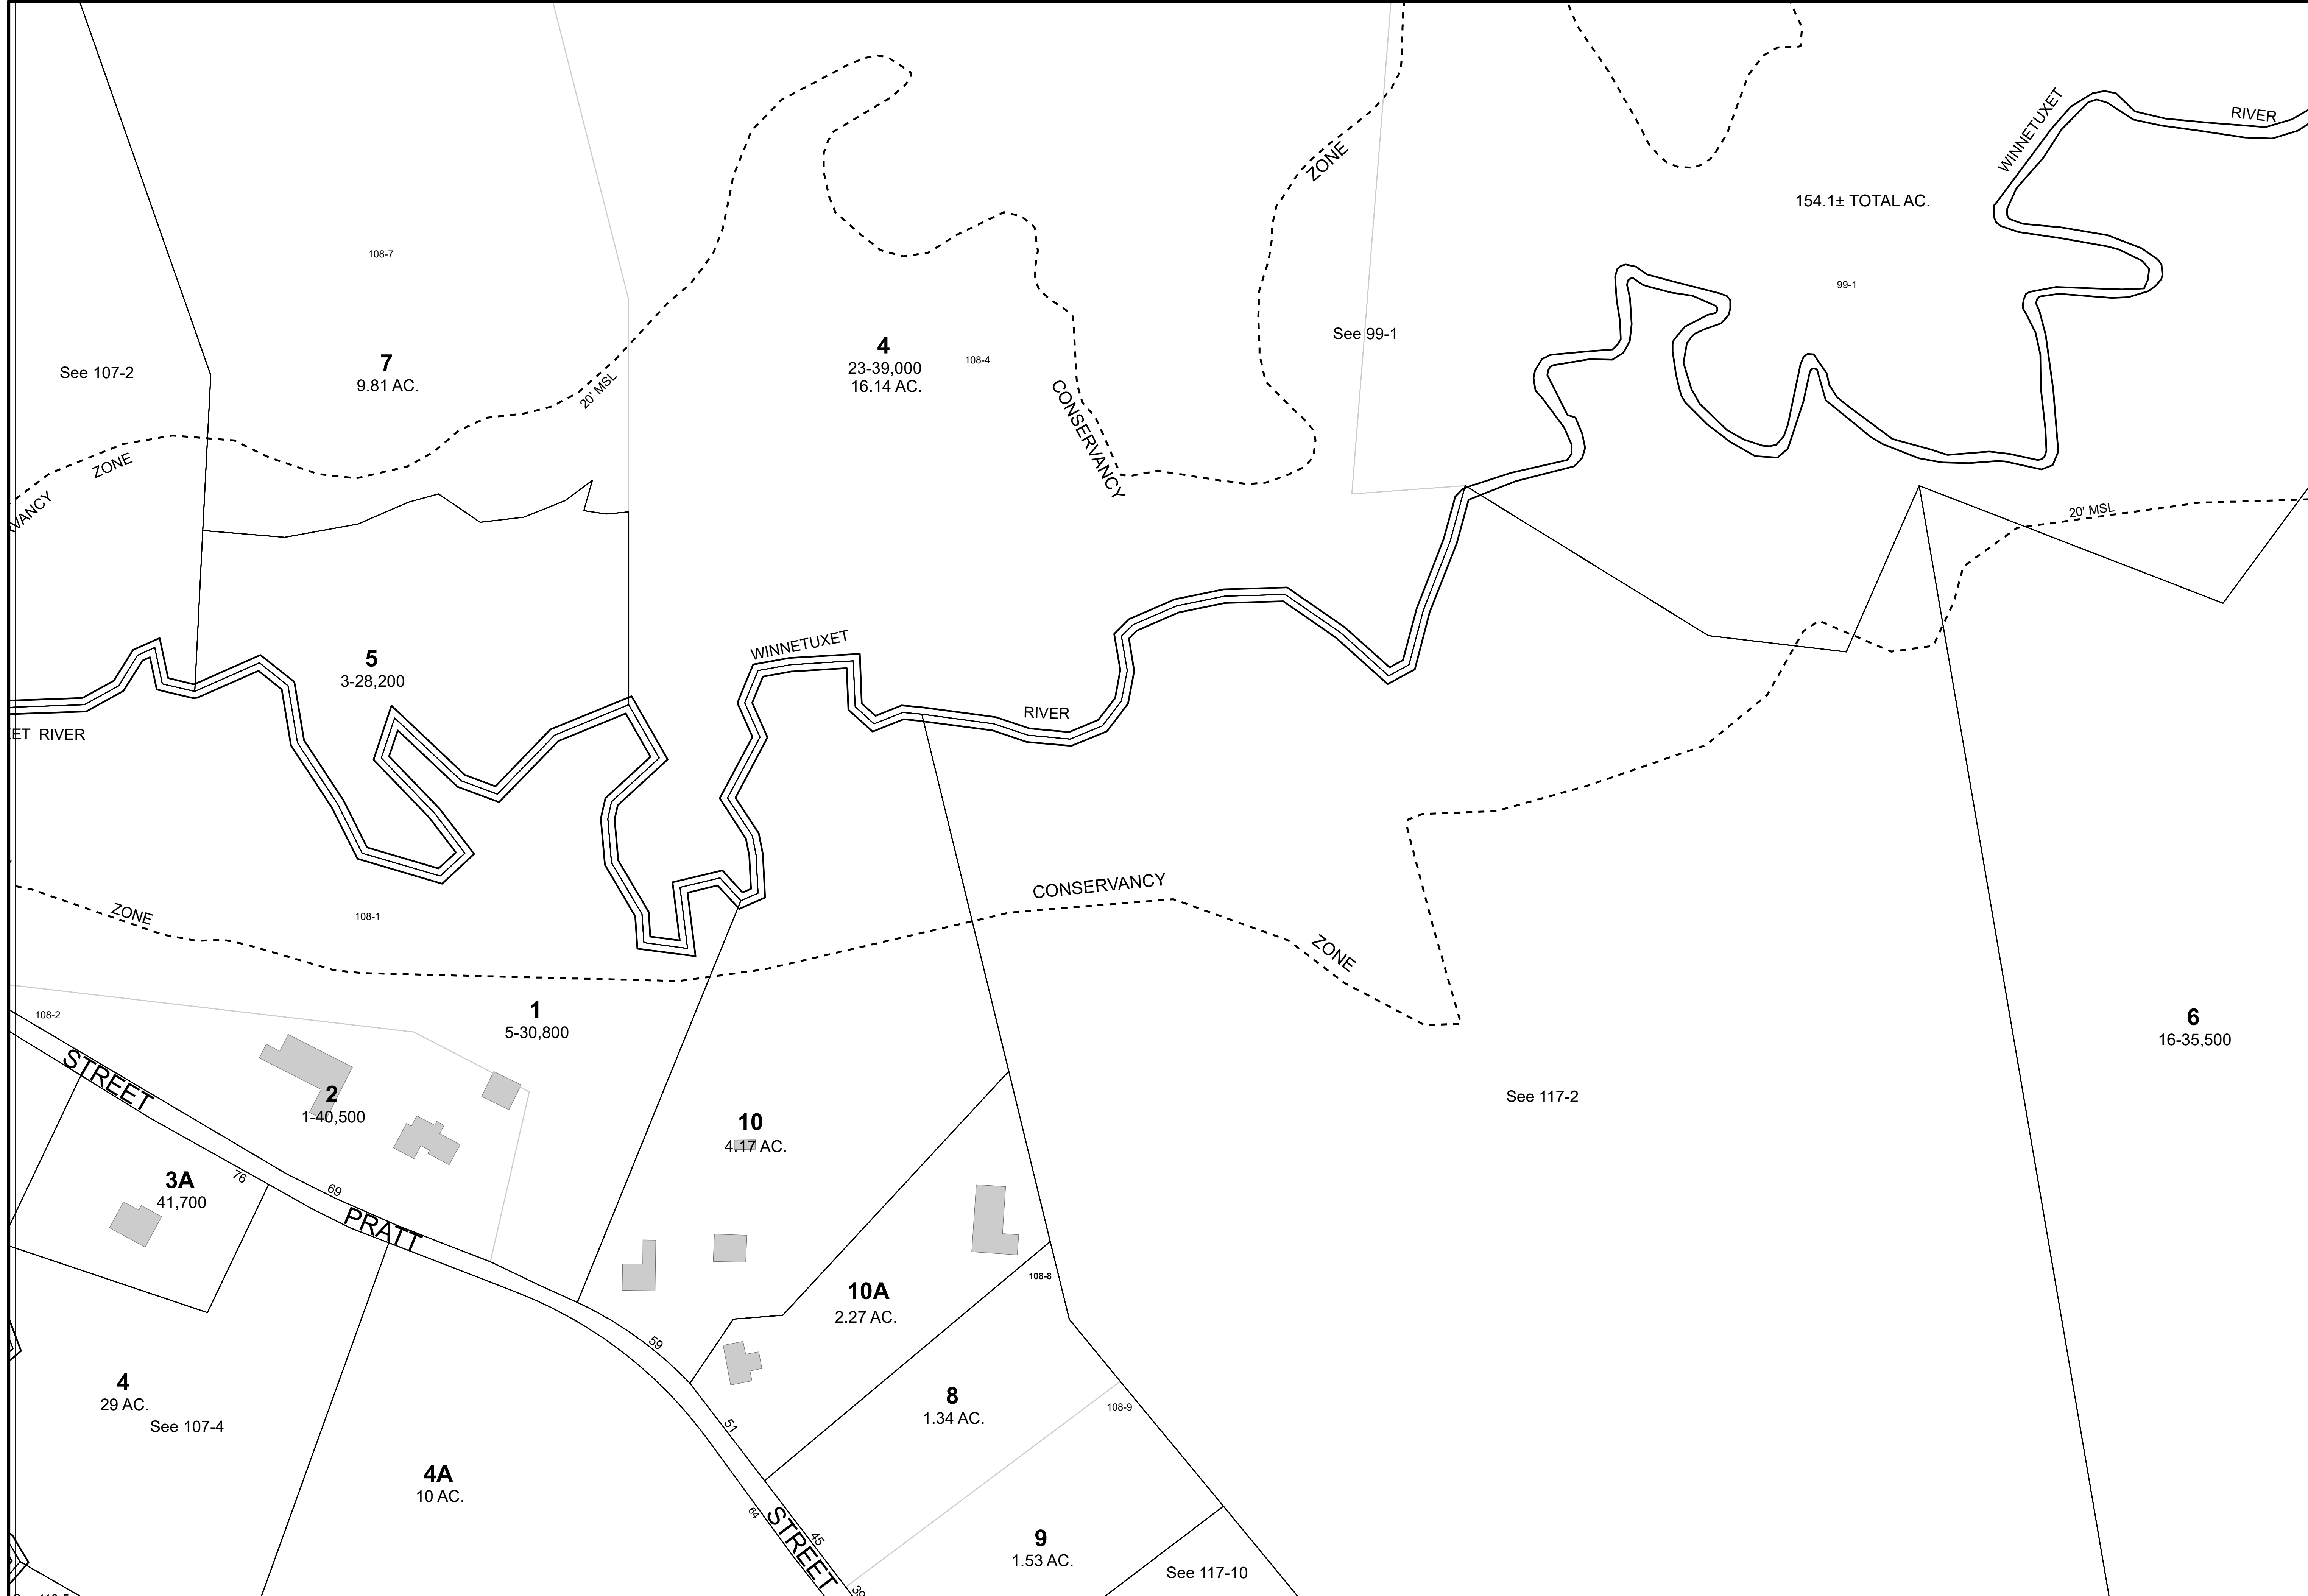 WINNETUXET
RIVER
ZONE
154.1± TOTAL AC.
108-7
99-1
See 99-1
4
23-39,000
16.14 AC.
108-4
See 107-2
7
9.81 AC.
20' MSL
CONSERVANCY
ZONE
VANCY
20' MSL
WINNETUXET
5
3-28,200
RIVER
ET RIVER
CONSERVANCY
ZONE
108-1
ZONE
1
5-30,800
108-2
6
16-35,500
STREET
2
1-40,500
See 117-2
10
4.17 AC.
76
69
3A
41,700
PRATT
108-8
10A
2.27 AC.
59
4
29 AC.
See 107-4
8
1.34 AC.
108-9
51
4A
10 AC.
64
STREET
45
9
1.53 AC.
See 117-10
39